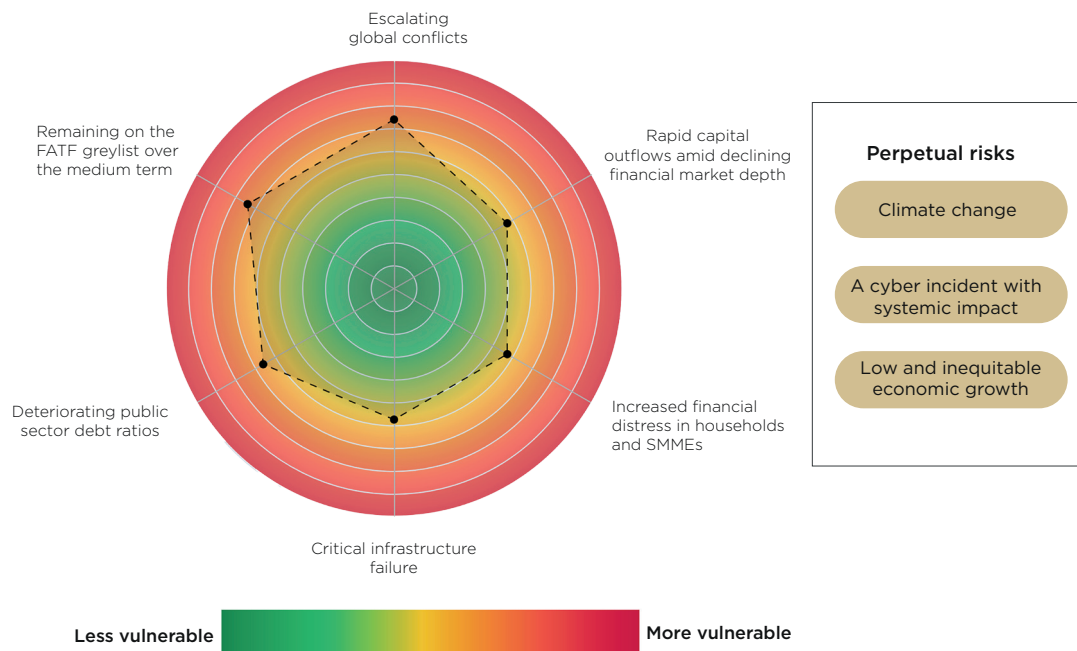 Escalating
global conflicts
Remaining on the
FATF greylist over
the medium term
Rapid capital
outflows amid declining
financial market depth
Deteriorating public
sector debt ratios
Increased financial
distress in households
and SMMEs
Critical infrastructure
failure
Less vulnerable
More vulnerable
Perpetual risks
Climate change
A cyber incident with
systemic impact
Low and inequitable
economic growth